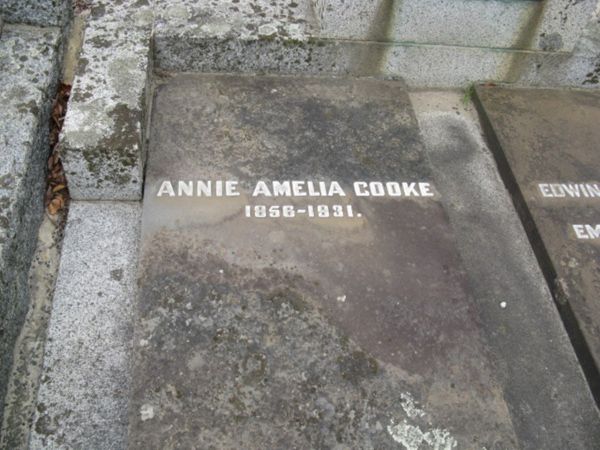 ANNIE AMELIA COOKE
1856-1931.
EDWIN